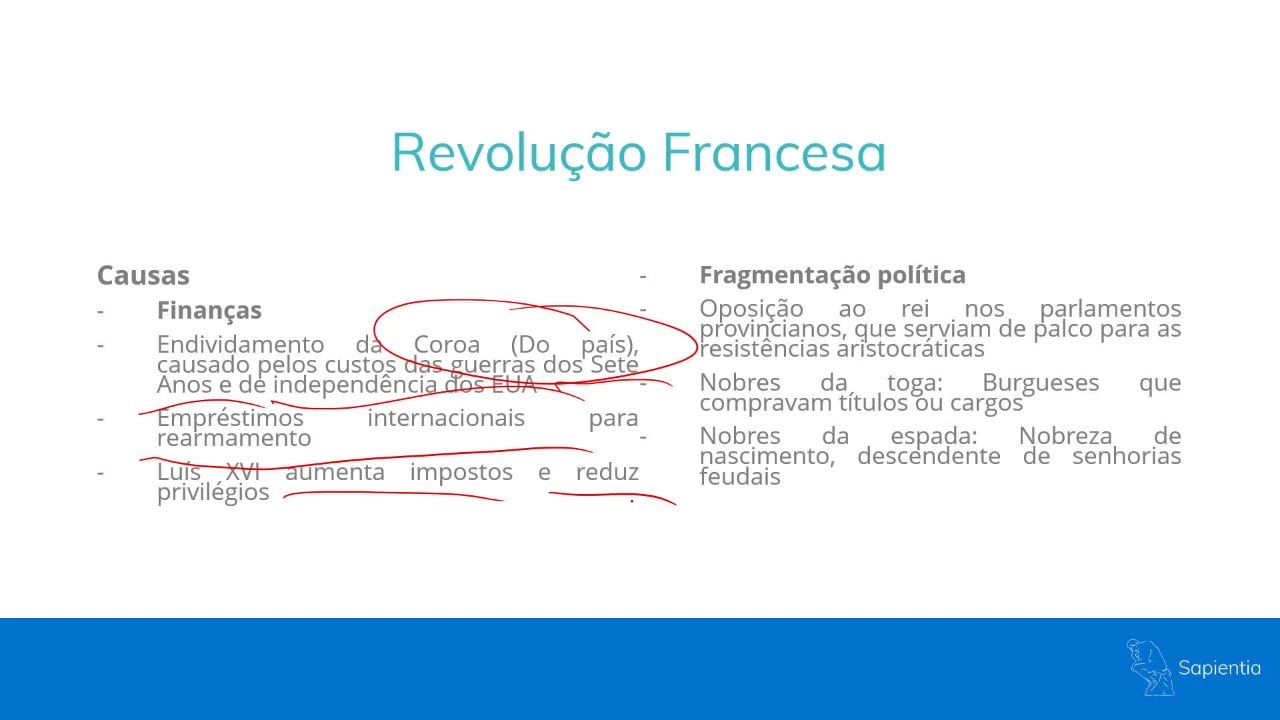 Revolução Francesa
Causas
- Finanças
- Endividamento da Coroa (Do país),
causado pelos custos das guerras dos Sete
Anos e de independência dos EUA
- Empréstimos internacionais para
rearmamento
- Luís XVI aumenta impostos e reduz
privilégios .
- Fragmentação política
- Oposição ao rei nos parlamentos
provincianos, que serviam de palco para as
resistências aristocráticas
- Nobres da toga: Burgueses que
compravam títulos ou cargos
- Nobres da espada: Nobreza de
nascimento, descendente de senhorias
feudais
Sapientia